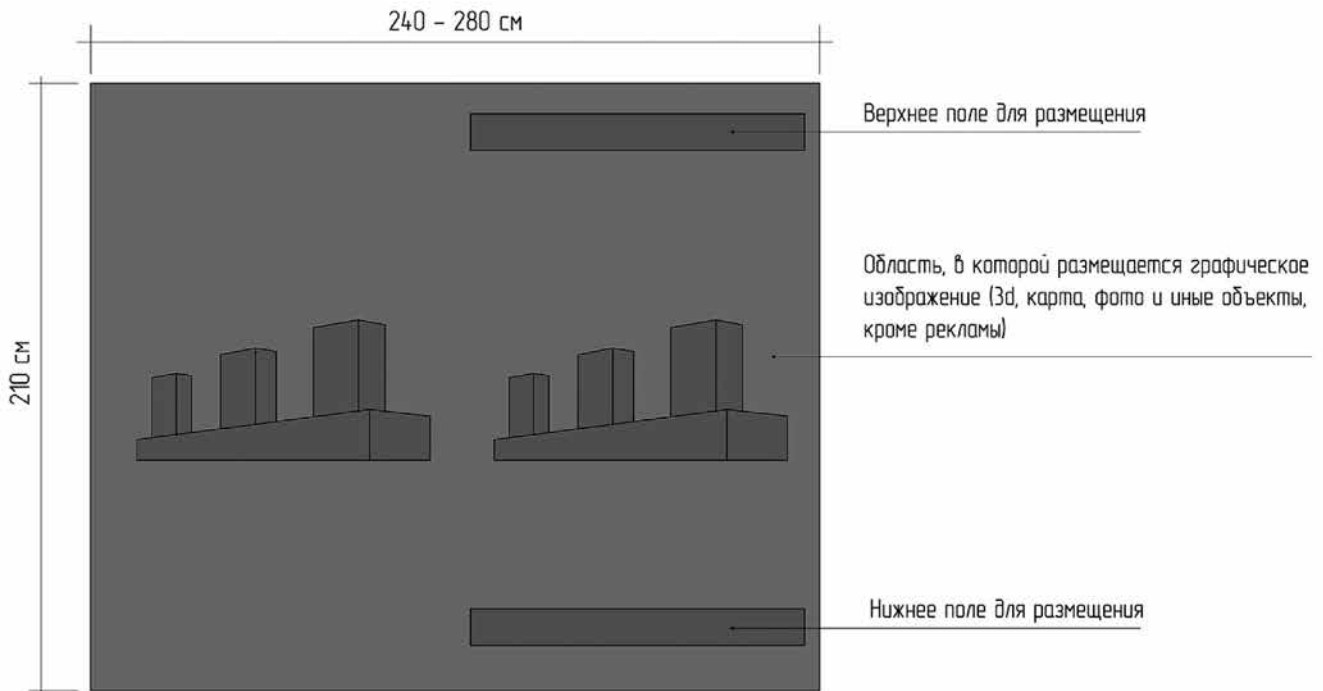 240 – 280 см
Верхнее поле для размещения
Область, в которой размещается графическое
изображение (3d, карта, фото и иные объекты,
кроме рекламы)
210 см
Нижнее поле для размещения